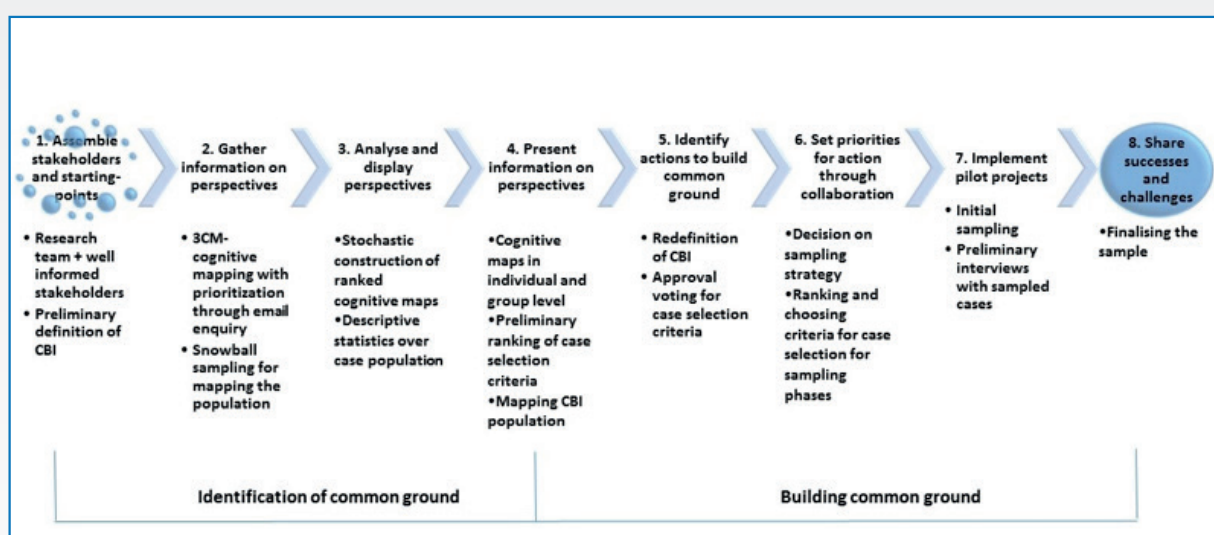 1. Assemble
stakeholders
and starting-
points
• Research
team + well
informed
stakeholders
• Preliminary
definition of
CBI
2. Gather
information on
perspectives
• 3CM-
cognitive
mapping with
prioritization
through email
enquiry
• Snowball
sampling for
mapping the
population
3. Analyse and
display
perspectives
•Stochastic
construction of
ranked
cognitive maps
•Descriptive
statistics over
case population
4. Present
information on
perspectives
•Cognitive
maps in
individual and
group level
•Preliminary
ranking of case
selection
criteria
•Mapping CBI
population
5. Identify
actions to build
common
ground
• Redefinition
of CBI
• Approval
voting for
case selection
criteria
6. Set priorities
for action
through
collaboration
•Decision on
sampling
strategy
•Ranking and
choosing
criteria for case
selection for
sampling
phases
7. Implement
pilot projects
• Initial
sampling
• Preliminary
interviews
with sampled
cases
8. Share
successes
and
challenges
•Finalising the
sample
Identification of common ground
Building common ground